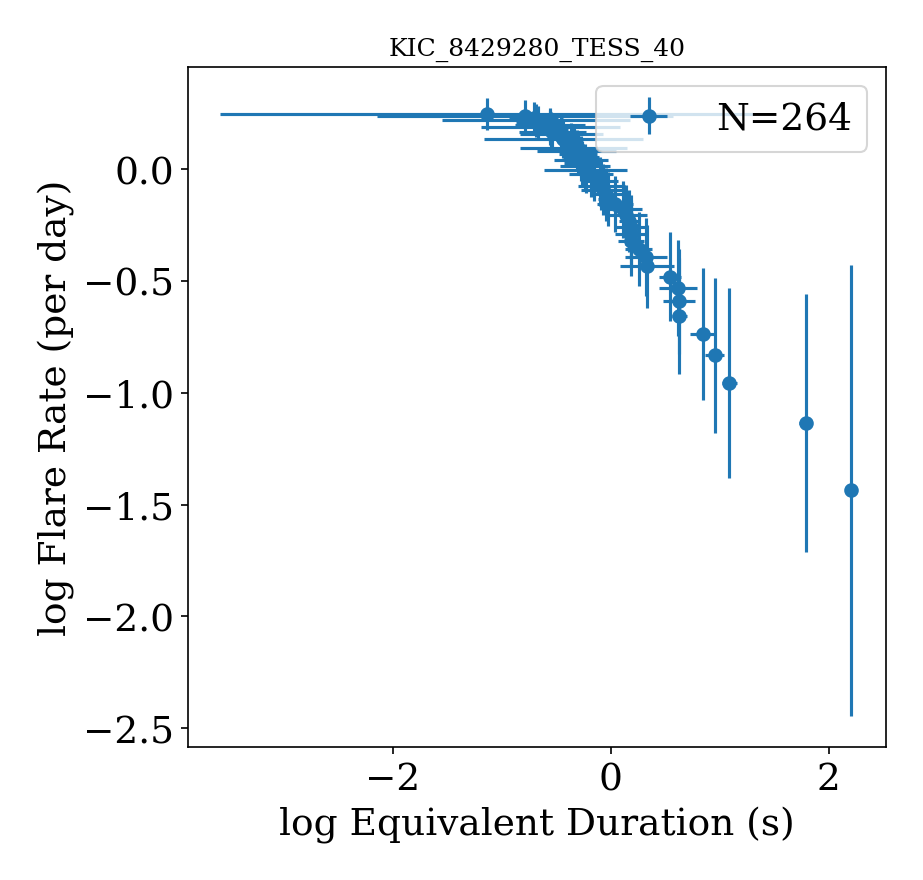 KIC_8429280_TESS_40
N=264
log Flare Rate (per day)
0.0
−0.5
−1.0
−1.5
−2.0
−2.5
−2
0
2
log Equivalent Duration (s)